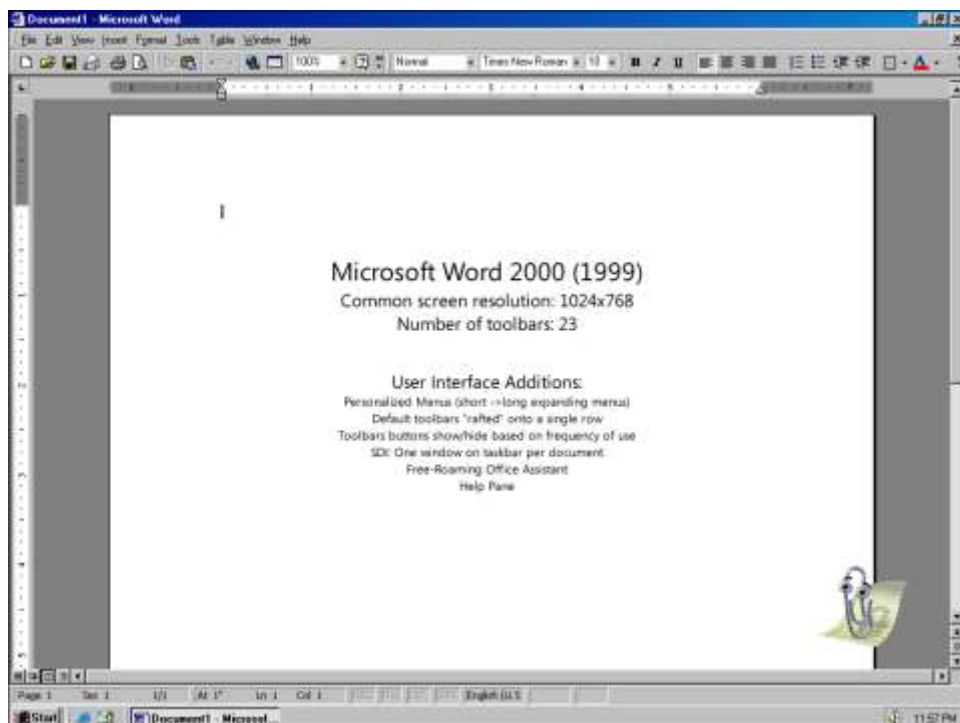 Document1 - Microsoft Word
File Edit View Insert Format Tools Table Window Help
100% Normal Times New Roman 10 B I U A
Microsoft Word 2000 (1999)
Common screen resolution: 1024x768
Number of toolbars: 23
User Interface Additions:
Personalized Menus (short ->long expanding menus)
Default toolbars "rafted" onto a single row
Toolbars buttons show/hide based on frequency of use
SDI: One window on taskbar per document
Free-Roaming Office Assistant
Help Pane
Page 1 Sec 1 1/1 At 1" Ln 1 Col 1 English (U.S
Start Document1 - Microsof... 11:57 PM